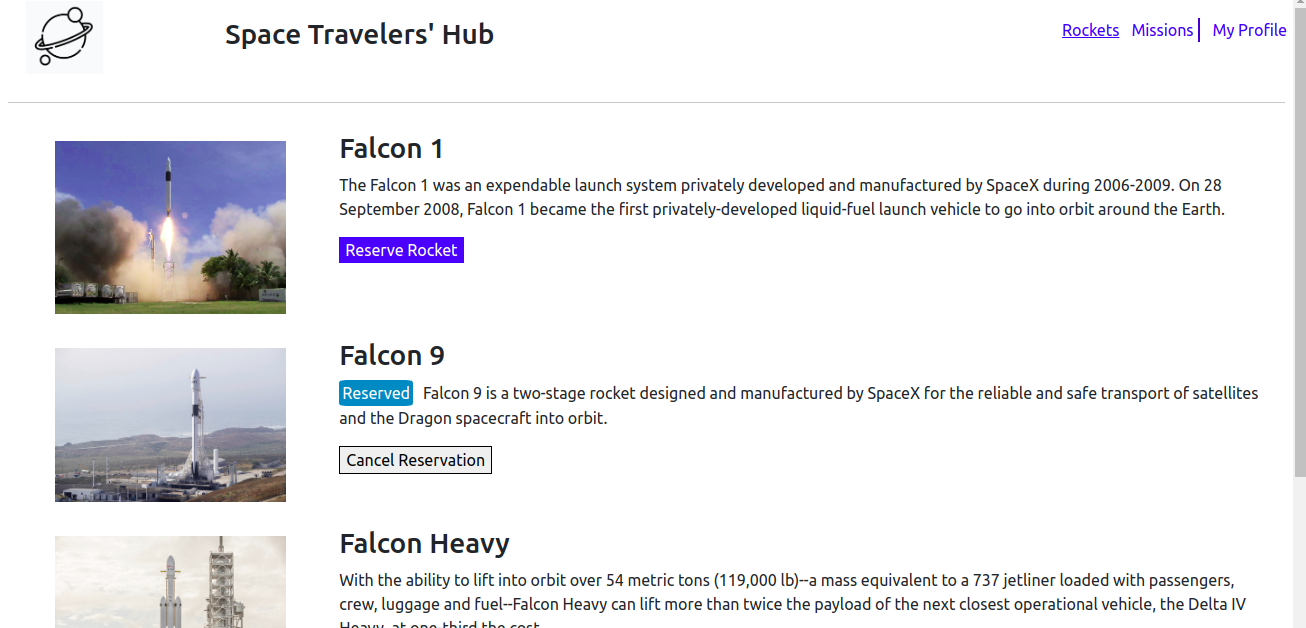 Space Travelers' Hub
Rockets Missions My Profile
Falcon 1
The Falcon 1 was an expendable launch system privately developed and manufactured by SpaceX during 2006-2009. On 28
September 2008, Falcon 1 became the first privately-developed liquid-fuel launch vehicle to go into orbit around the Earth.
Reserve Rocket
Falcon 9
Reserved Falcon 9 is a two-stage rocket designed and manufactured by SpaceX for the reliable and safe transport of satellites
and the Dragon spacecraft into orbit.
Cancel Reservation
Falcon Heavy
With the ability to lift into orbit over 54 metric tons (119,000 lb)--a mass equivalent to a 737 jetliner loaded with passengers,
crew, luggage and fuel--Falcon Heavy can lift more than twice the payload of the next closest operational vehicle, the Delta IV
Heavy, at one-third the cost.